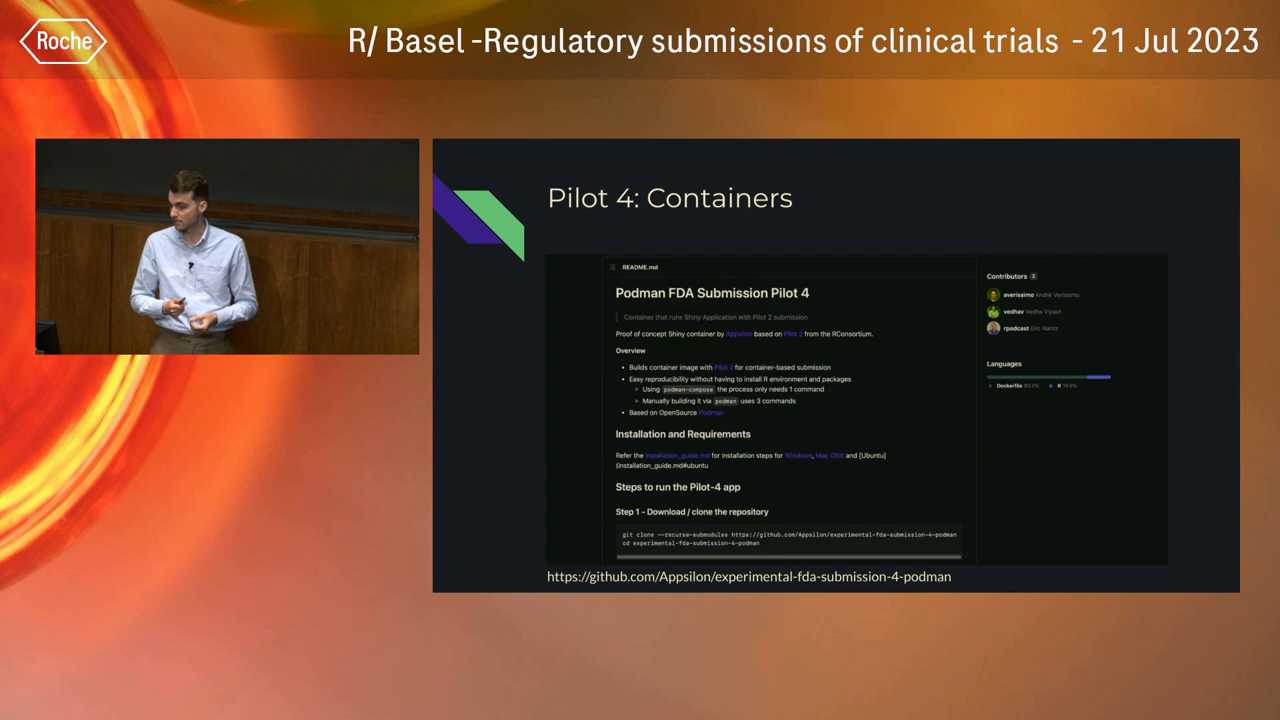 Roche
R/ Basel -Regulatory submissions of clinical trials - 21 Jul 2023
Pilot 4: Containers
README.md
Podman FDA Submission Pilot 4
Container that runs Shiny Application with Pilot 2 submission
Proof of concept Shiny container by Appsilon based on Pilot 2 from the RConsortium.
Overview
Builds container image with Pilot 2 for container-based submission
Easy reproducibility without having to install R environment and packages
Using podman-compose the process only needs 1 command
Manually building it via podman uses 3 commands
Based on OpenSource Podman
Installation and Requirements
Refer the installation_guide.md for installation steps for Windows, Mac OSX and [Ubuntu]
(installation_guide.md#ubuntu
Steps to run the Pilot-4 app
Step 1 - Download / clone the repository
git clone --recurse-submodules https://github.com/Appsilon/experimental-fda-submission-4-podman
cd experimental-fda-submission-4-podman
Contributors 3
averissimo André Veríssimo
vedhav Vedha Viyash
rpodcast Eric Nantz
Languages
Dockerfile 80.5% R 19.5%
https://github.com/Appsilon/experimental-fda-submission-4-podman